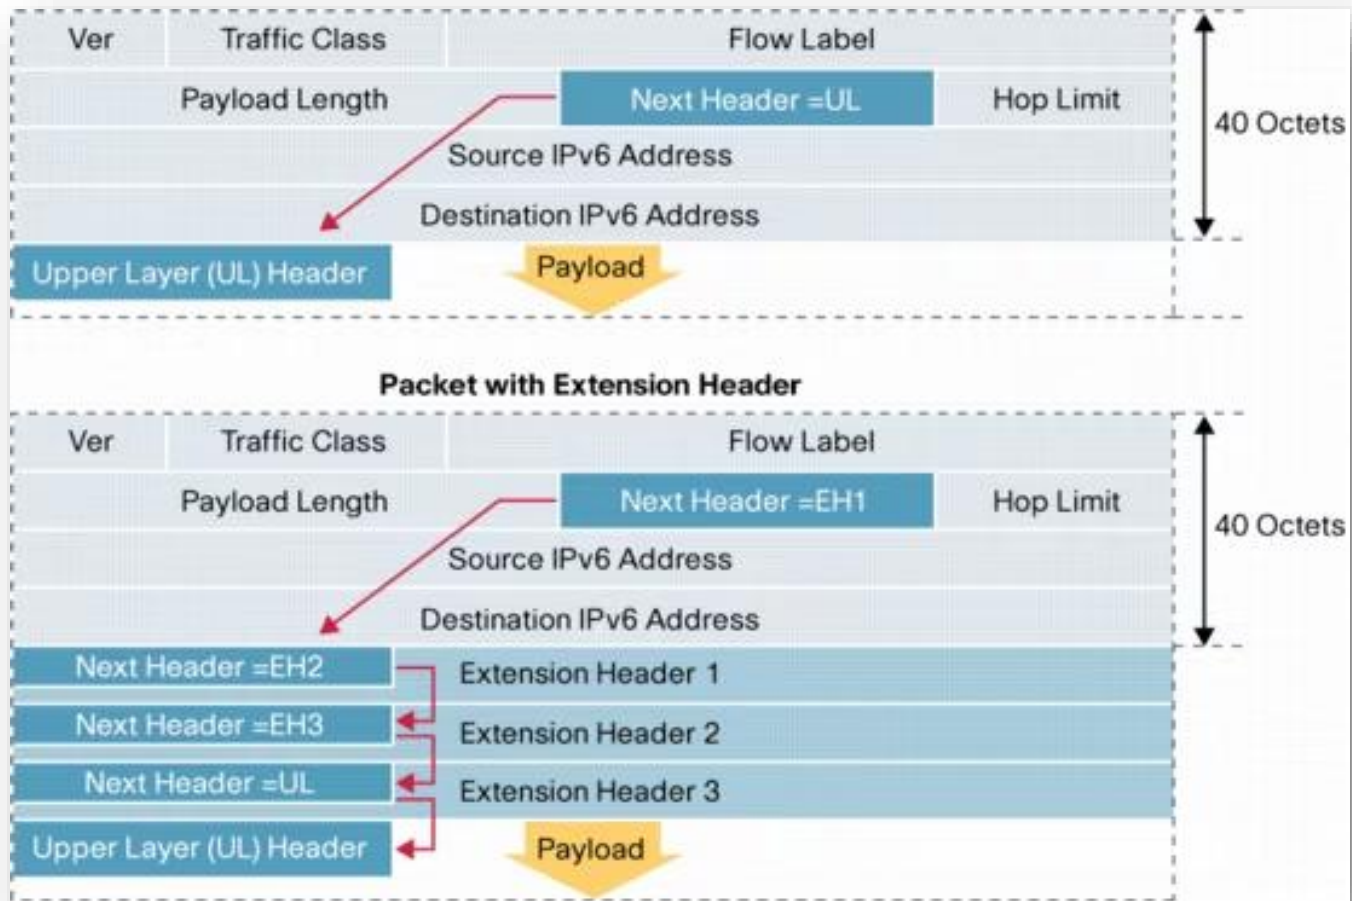 Ver Traffic Class Flow Label
Payload Length Next Header =UL Hop Limit
40 Octets
Source IPv6 Address
Destination IPv6 Address
Upper Layer (UL) Header Payload
Packet with Extension Header
Ver Traffic Class Flow Label
Payload Length Next Header =EH1 Hop Limit
40 Octets
Source IPv6 Address
Destination IPv6 Address
Next Header =EH2 Extension Header 1
Next Header =EH3 Extension Header 2
Next Header =UL Extension Header 3
Upper Layer (UL) Header Payload